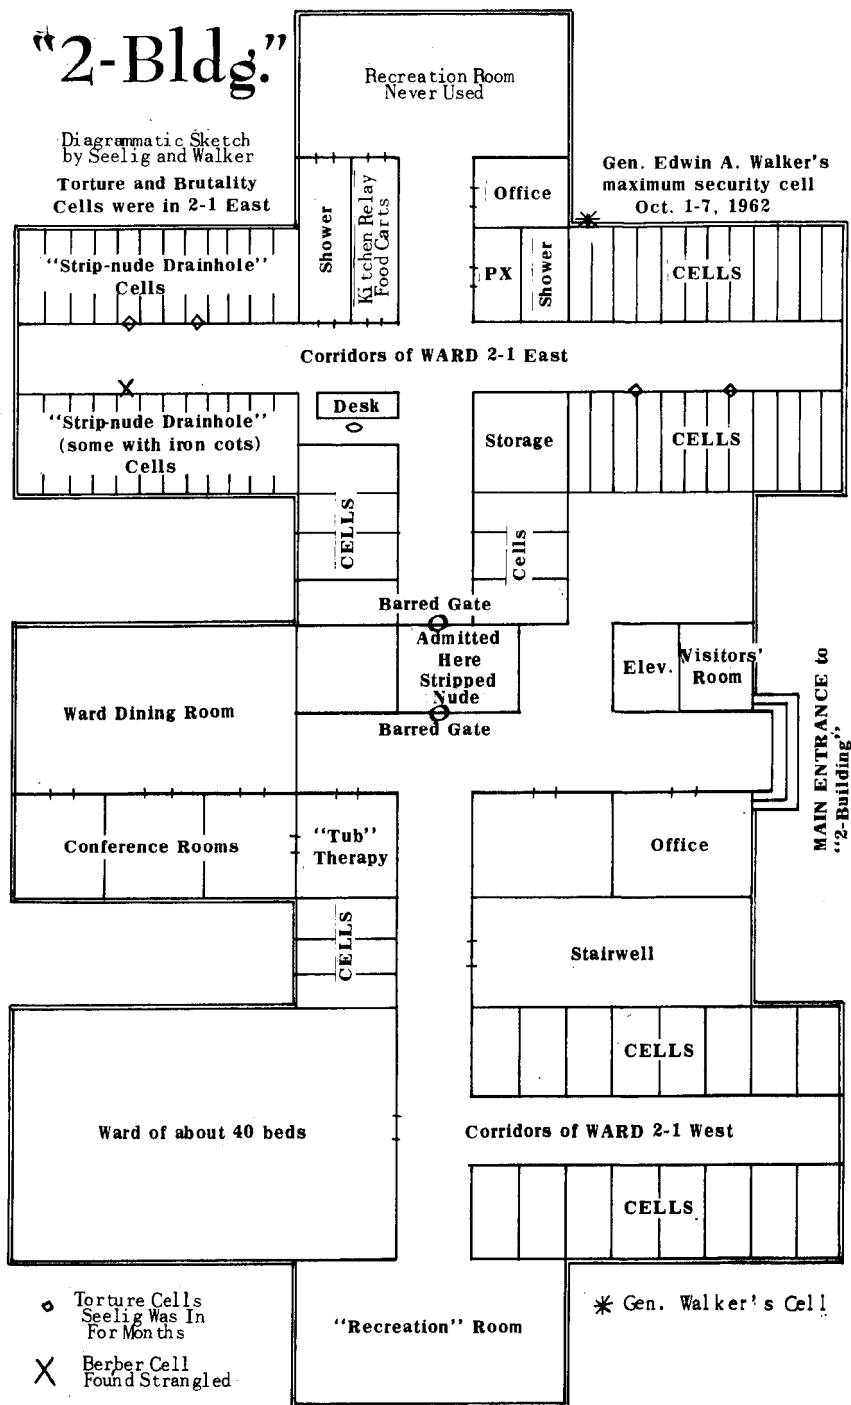 "2-Bldg."
Recreation Room
Never Used
Diagrammatic Sketch
by Seelig and Walker
Torture and Brutality
Cells were in 2-1 East
Gen. Edwin A. Walker's
maximum security cell
Oct. 1-7, 1962
Office
Shower
Kitchen Relay
Food Carts
PX
Shower
CELLS
"Strip-nude Drainhole"
Cells
Corridors of WARD 2-1 East
Desk
"Strip-nude Drainhole"
(some with iron cots)
Cells
Storage
CELLS
CELLS
Cells
Barred Gate
Admitted
Here
Stripped
Nude
Barred Gate
Elev.
Visitors'
Room
Ward Dining Room
MAIN ENTRANCE to
"2-Building"
Conference Rooms
"Tub"
Therapy
Office
CELLS
Stairwell
CELLS
Ward of about 40 beds
Corridors of WARD 2-1 West
CELLS
Torture Cells
Seelig Was In
For Months
Gen. Walker's Cell
"Recreation" Room
Berber Cell
Found Strangled